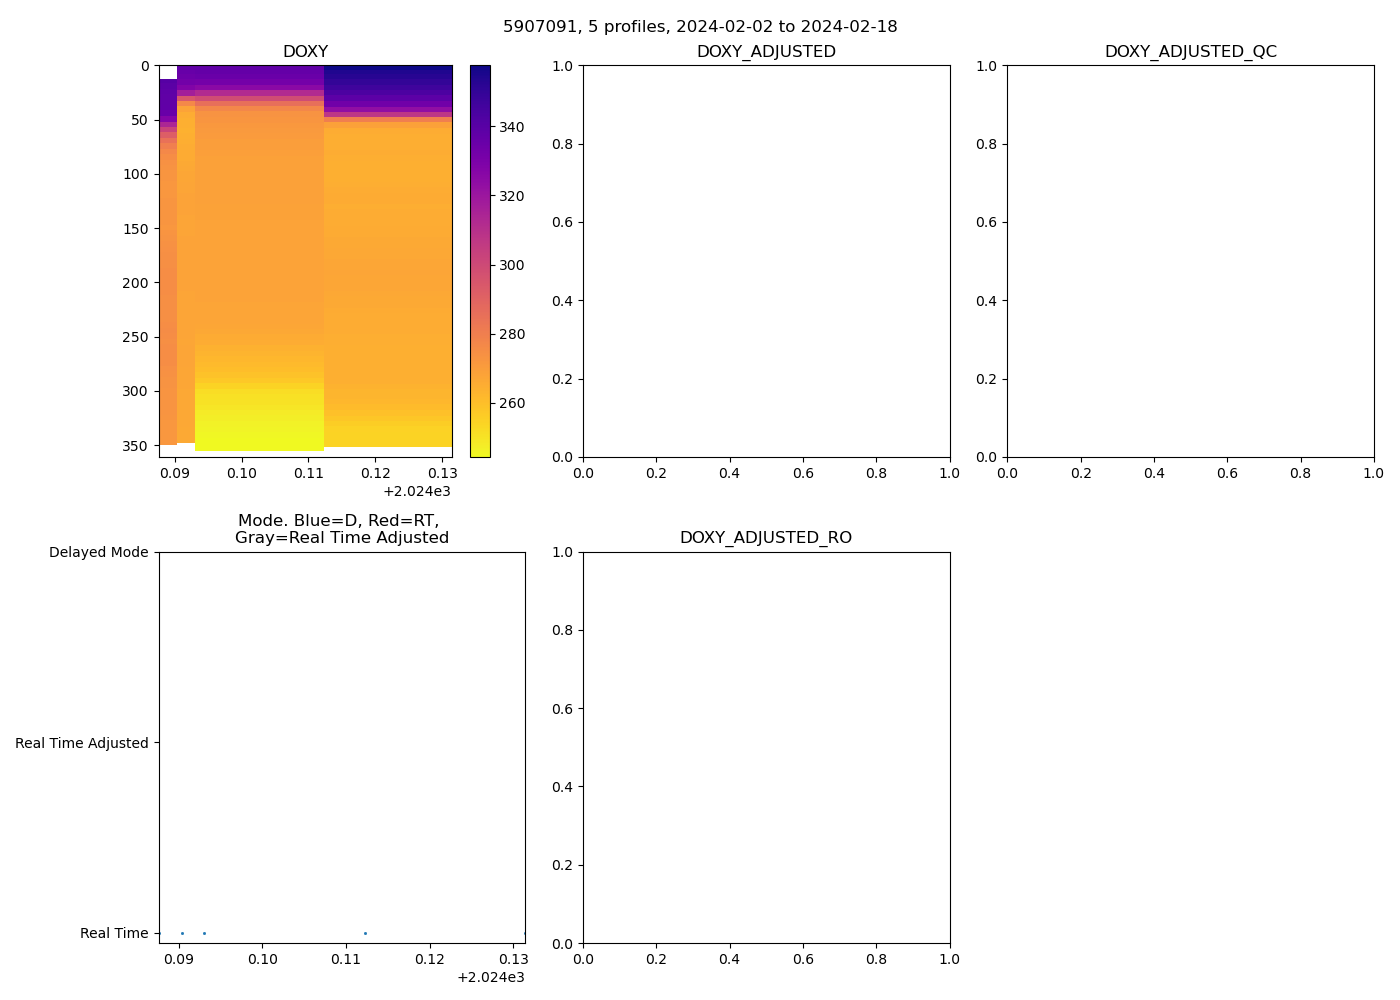 5907091, 5 profiles, 2024-02-02 to 2024-02-18
DOXY
0
50
100
150
200
250
300
350
0.09 0.10 0.11 0.12 0.13
+2.024e3
340
320
300
280
260
DOXY_ADJUSTED
1.0
0.8
0.6
0.4
0.2
0.0
0.0 0.2 0.4 0.6 0.8 1.0
DOXY_ADJUSTED_QC
1.0
0.8
0.6
0.4
0.2
0.0
0.0 0.2 0.4 0.6 0.8 1.0
Mode. Blue=D, Red=RT,
Gray=Real Time Adjusted
Delayed Mode
Real Time Adjusted
Real Time
0.09 0.10 0.11 0.12 0.13
+2.024e3
DOXY_ADJUSTED_RO
1.0
0.8
0.6
0.4
0.2
0.0
0.0 0.2 0.4 0.6 0.8 1.0